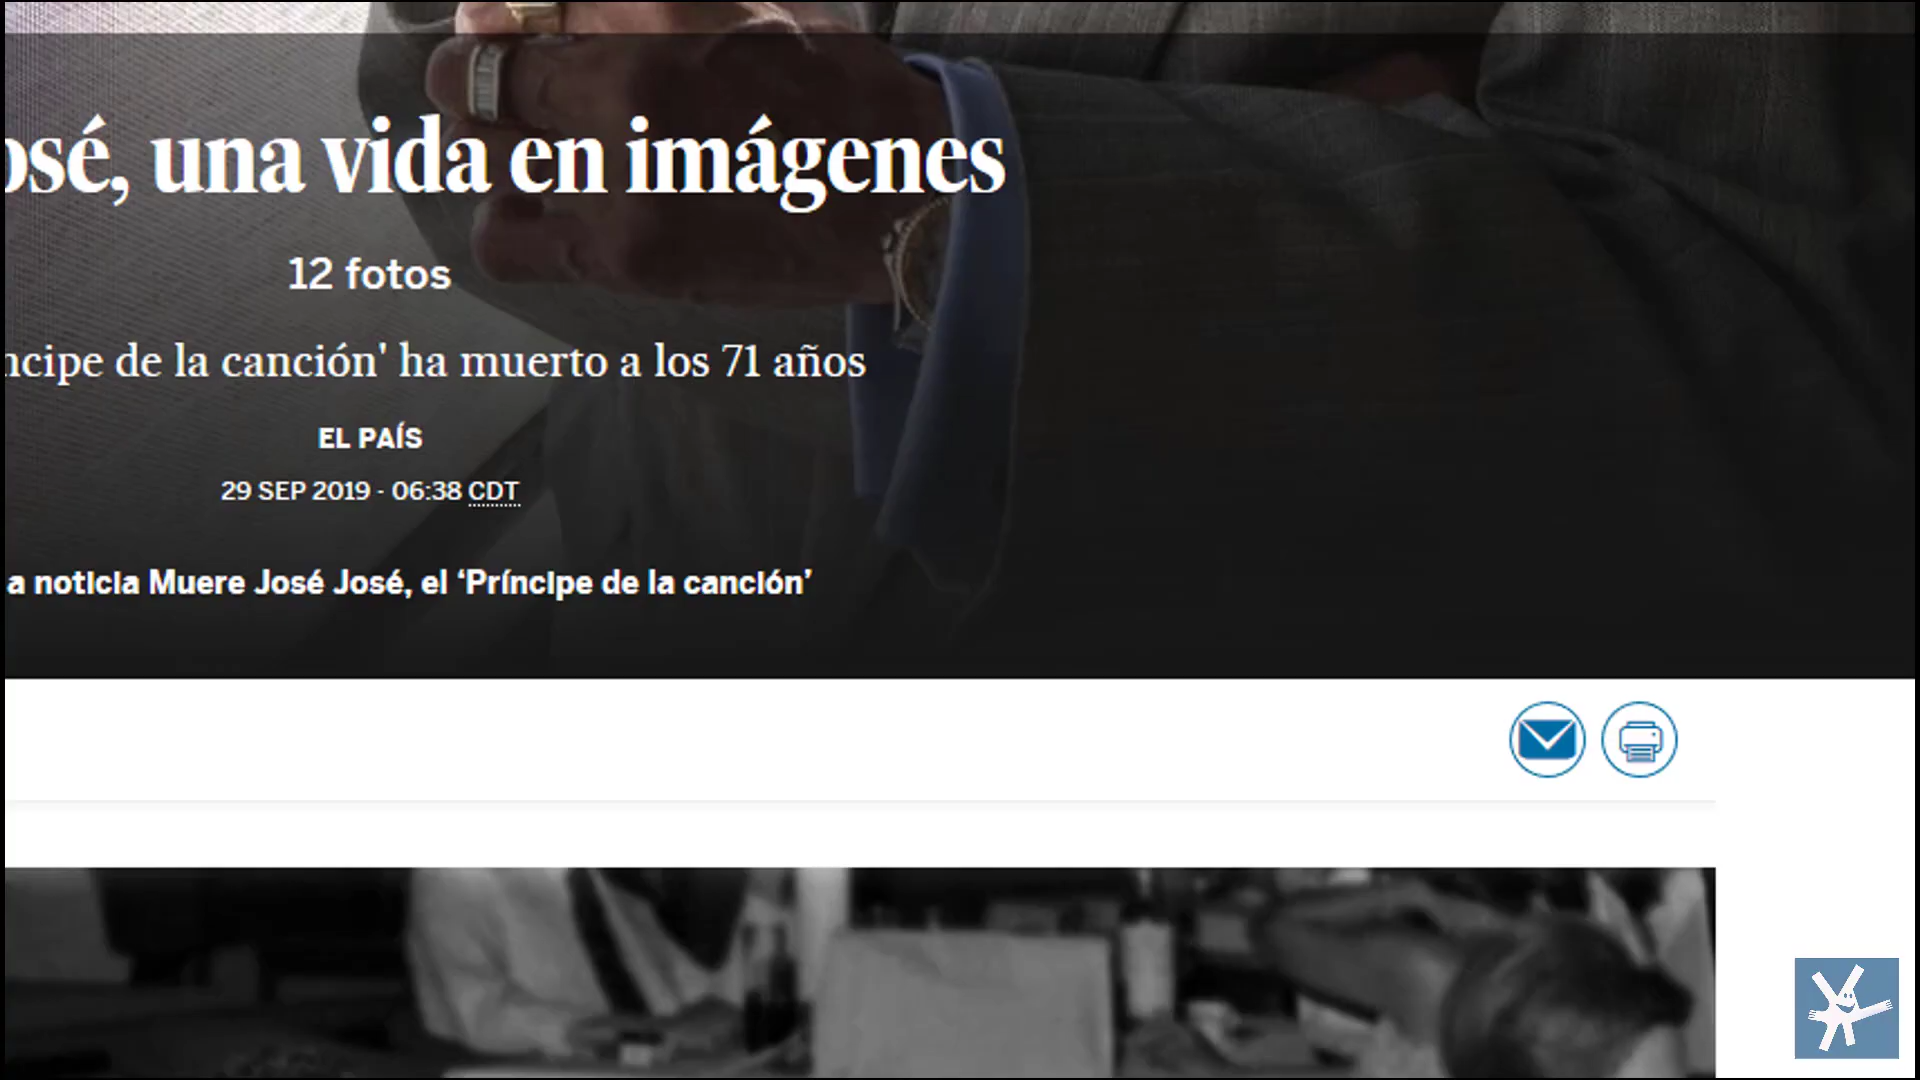 osé, una vida en imágenes
12 fotos
ncipe de la canción' ha muerto a los 71 años
EL PAÍS
29 SEP 2019 - 06:38 CDT
a noticia Muere José José, el ‘Príncipe de la canción’